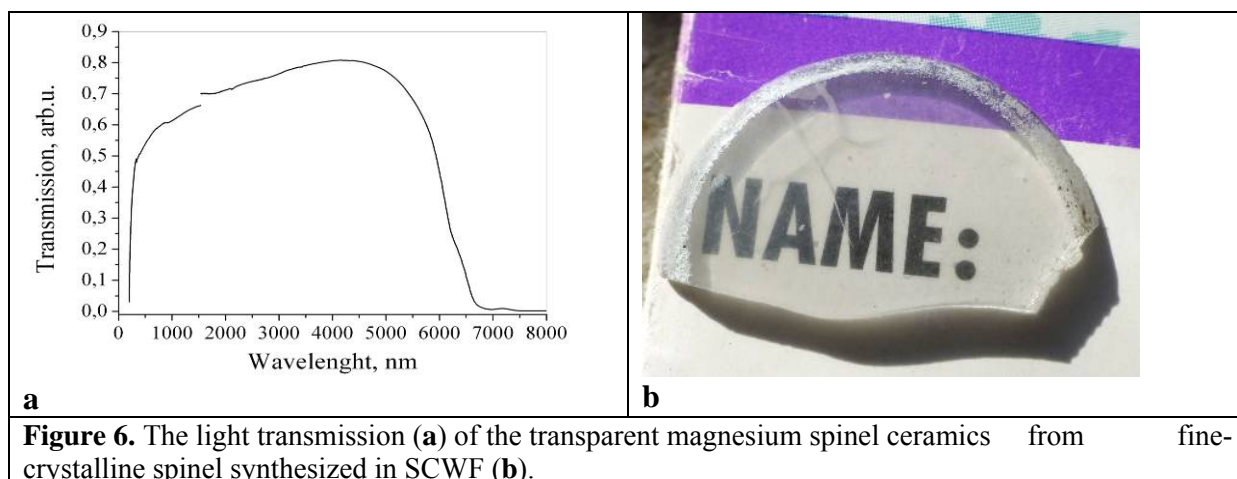 0,9
0,8
0,7
0,6
0,5
0,4
0,3
0,2
0,1
0,0
Transmission, arb.u.
0 1000 2000 3000 4000 5000 6000 7000 8000
Wavelenght, nm
a
NAME:
b
Figure 6. The light transmission (a) of the transparent magnesium spinel ceramics from fine-
crystalline spinel synthesized in SCWF (b).